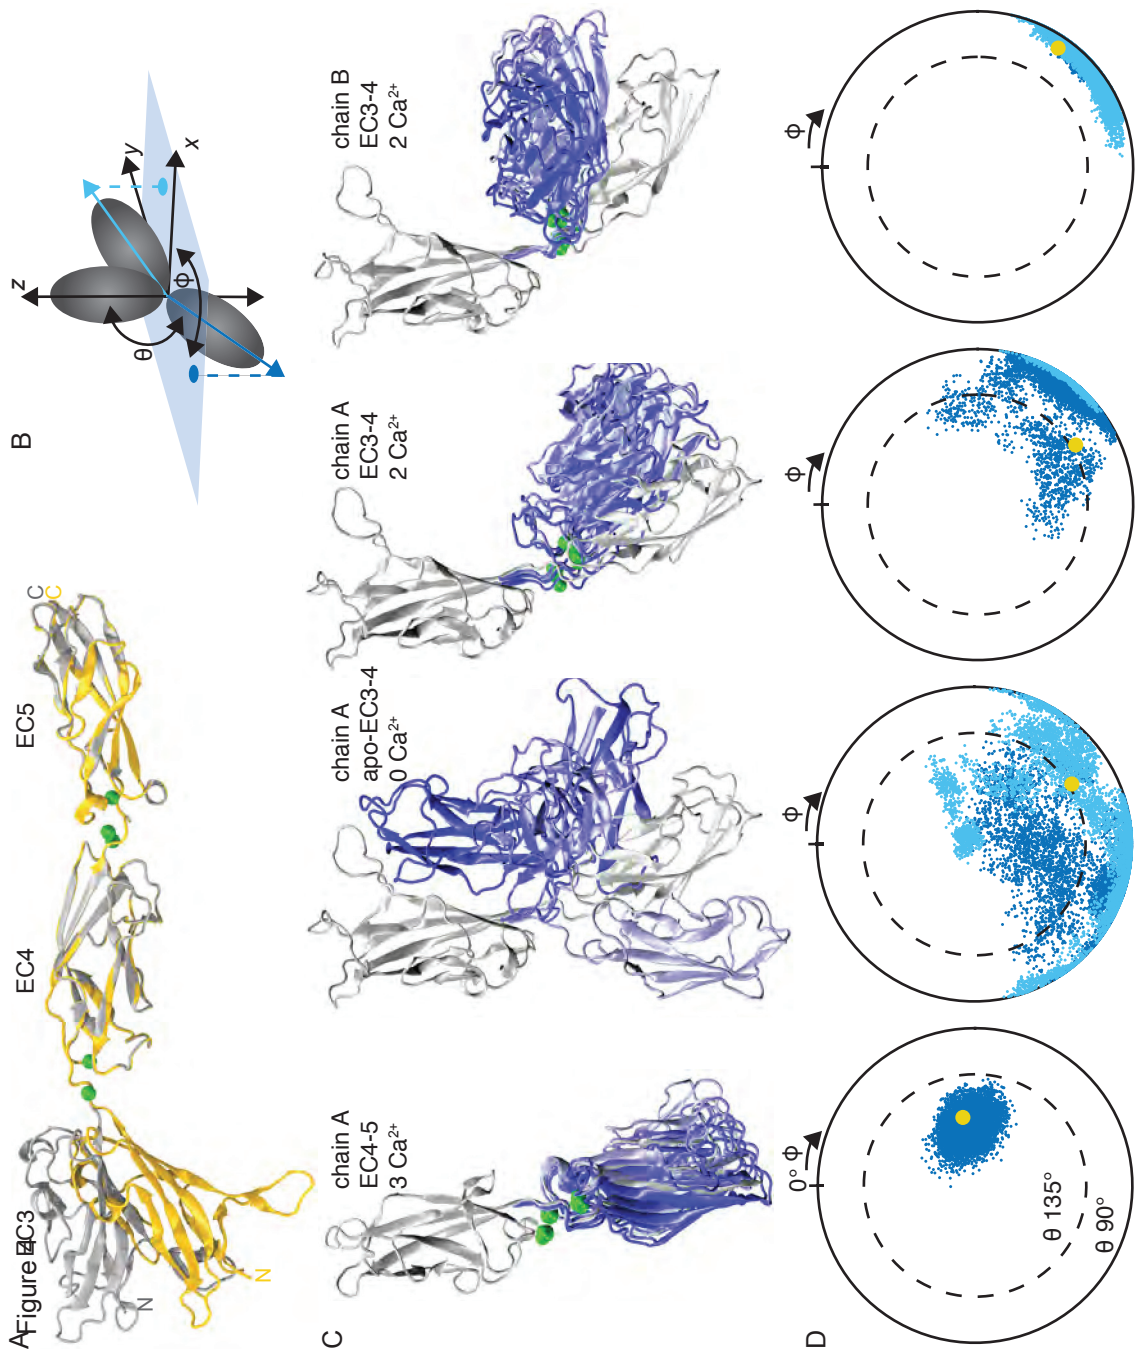 Figure 4
A
EC3
EC4
EC5
N
N
C
C
B
z
y
x
θ
ϕ
C
chain A
EC4-5
3 Ca²⁺
chain A
apo-EC3-4
0 Ca²⁺
chain A
EC3-4
2 Ca²⁺
chain B
EC3-4
2 Ca²⁺
D
0° ϕ
θ 135°
θ 90°
ϕ
ϕ
ϕ